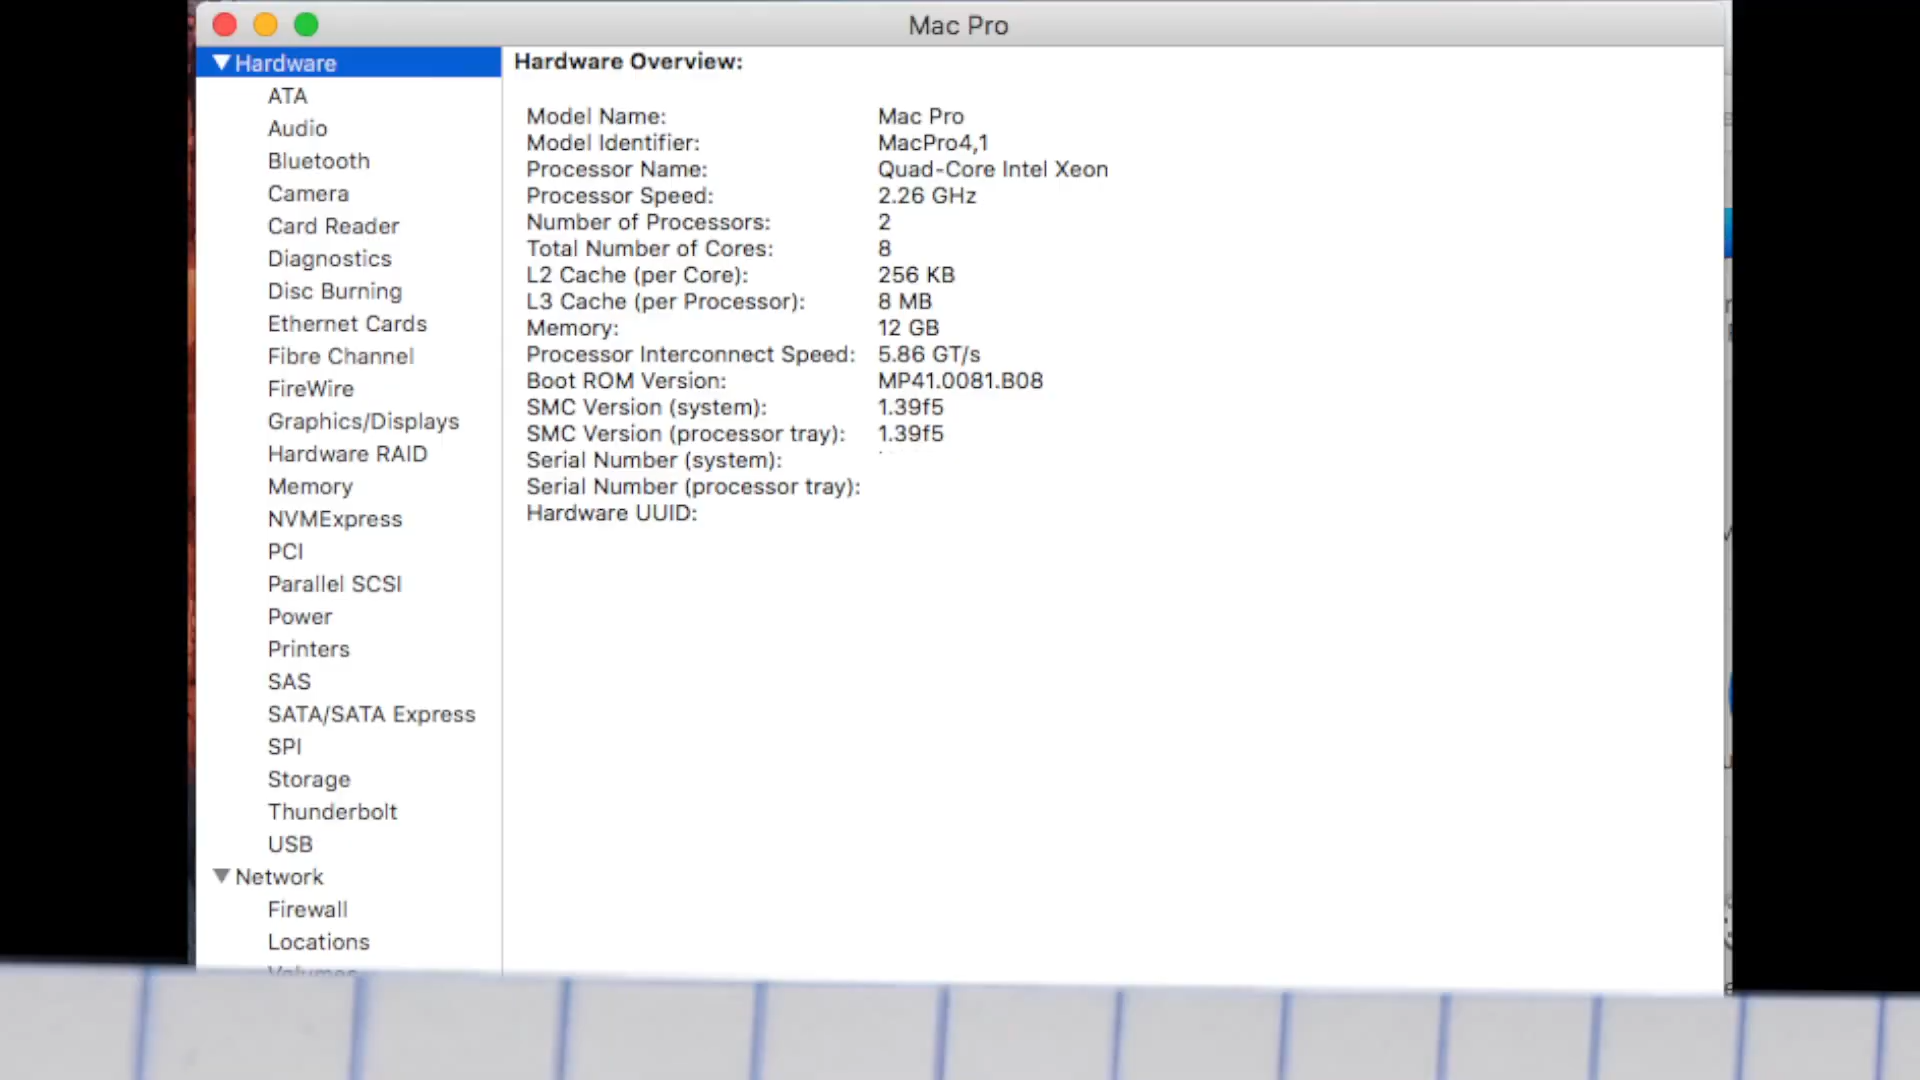 Mac Pro
Hardware
ATA
Audio
Bluetooth
Camera
Card Reader
Diagnostics
Disc Burning
Ethernet Cards
Fibre Channel
FireWire
Graphics/Displays
Hardware RAID
Memory
NVMExpress
PCI
Parallel SCSI
Power
Printers
SAS
SATA/SATA Express
SPI
Storage
Thunderbolt
USB
Network
Firewall
Locations
Volumes
Hardware Overview:
Model Name: Mac Pro
Model Identifier: MacPro4,1
Processor Name: Quad-Core Intel Xeon
Processor Speed: 2.26 GHz
Number of Processors: 2
Total Number of Cores: 8
L2 Cache (per Core): 256 KB
L3 Cache (per Processor): 8 MB
Memory: 12 GB
Processor Interconnect Speed: 5.86 GT/s
Boot ROM Version: MP41.0081.B08
SMC Version (system): 1.39f5
SMC Version (processor tray): 1.39f5
Serial Number (system):
Serial Number (processor tray):
Hardware UUID: